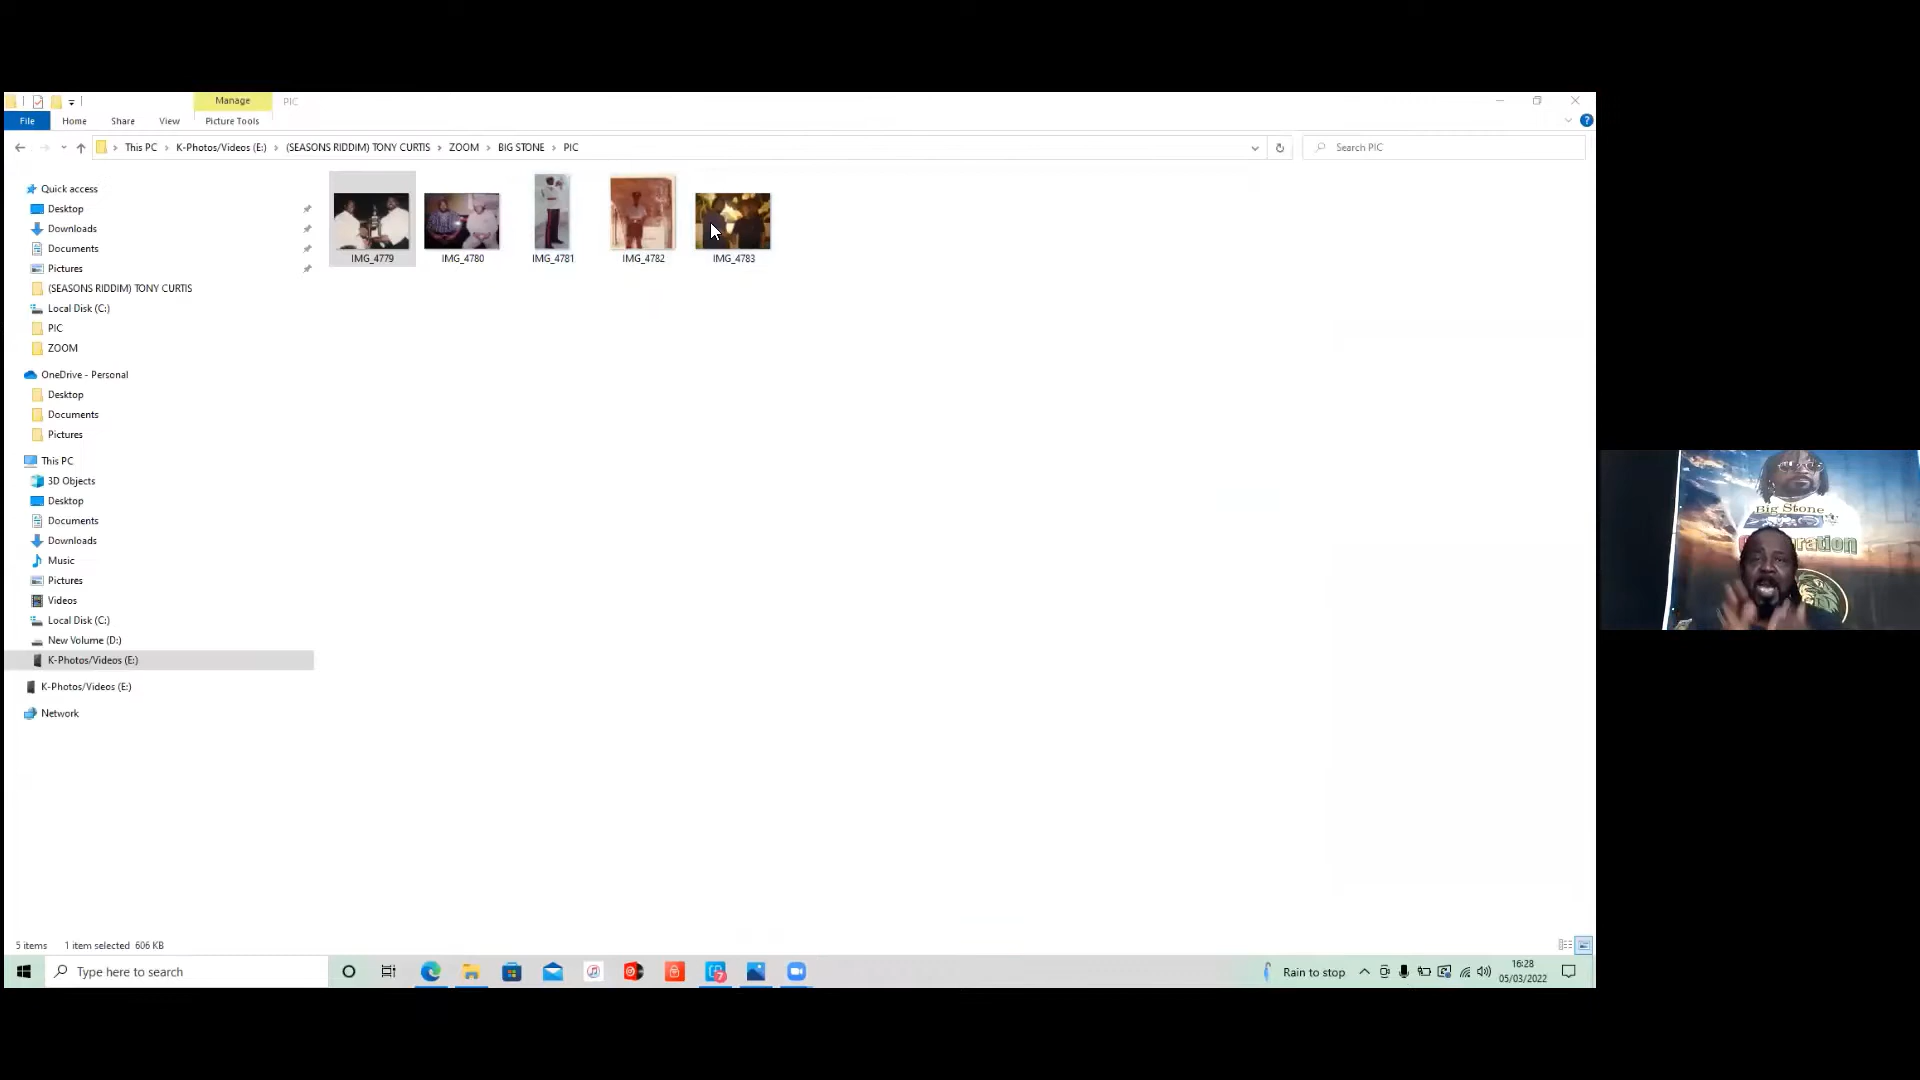 Manage PIC
File Home Share View Picture Tools
This PC K-Photos/Videos (E:) (SEASONS RIDDIM) TONY CURTIS ZOOM BIG STONE PIC
Search PIC
Quick access
Desktop
Downloads
Documents
Pictures
(SEASONS RIDDIM) TONY CURTIS
Local Disk (C:)
PIC
ZOOM
OneDrive - Personal
Desktop
Documents
Pictures
This PC
3D Objects
Desktop
Documents
Downloads
Music
Pictures
Videos
Local Disk (C:)
New Volume (D:)
K-Photos/Videos (E:)
K-Photos/Videos (E:)
Network
IMG_4779 IMG_4780 IMG_4781 IMG_4782 IMG_4783
Big Stone
5 items 1 item selected 606 KB
Type here to search
7
Rain to stop
16:28
05/03/2022